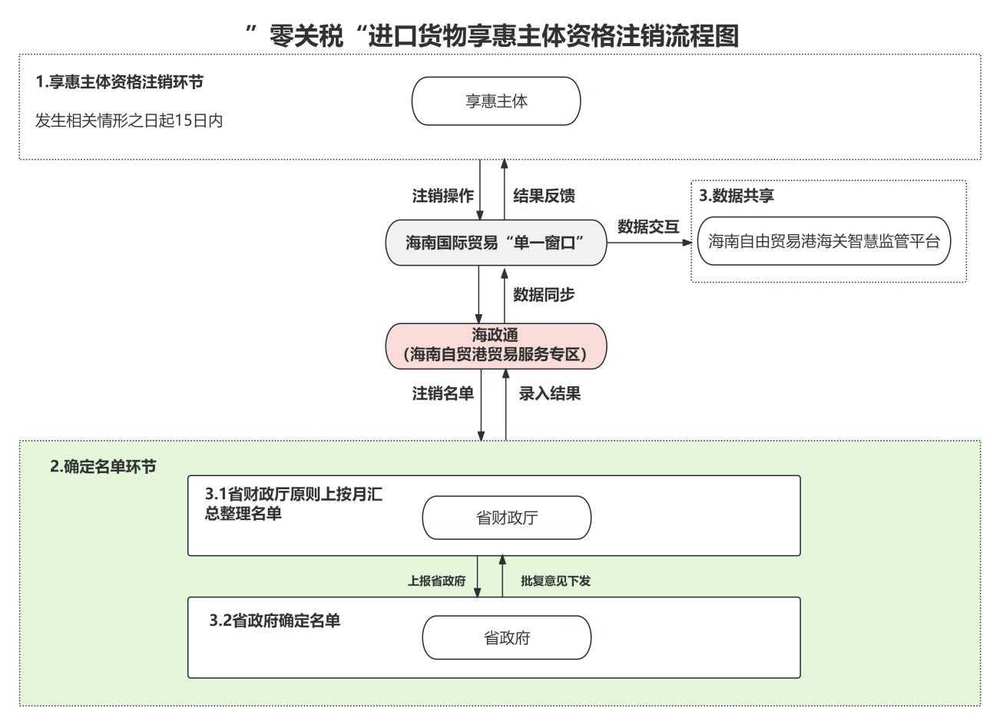 ”零关税“进口货物享惠主体资格注销流程图
1.享惠主体资格注销环节
享惠主体
发生相关情形之日起15日内
注销操作
结果反馈
3.数据共享
数据交互
海南国际贸易“单一窗口”
海南自由贸易港海关智慧监管平台
数据同步
海政通
（海南自贸港贸易服务专区）
注销名单
录入结果
2.确定名单环节
3.1省财政厅原则上按月汇
总整理名单
省财政厅
上报省政府
批复意见下发
3.2省政府确定名单
省政府